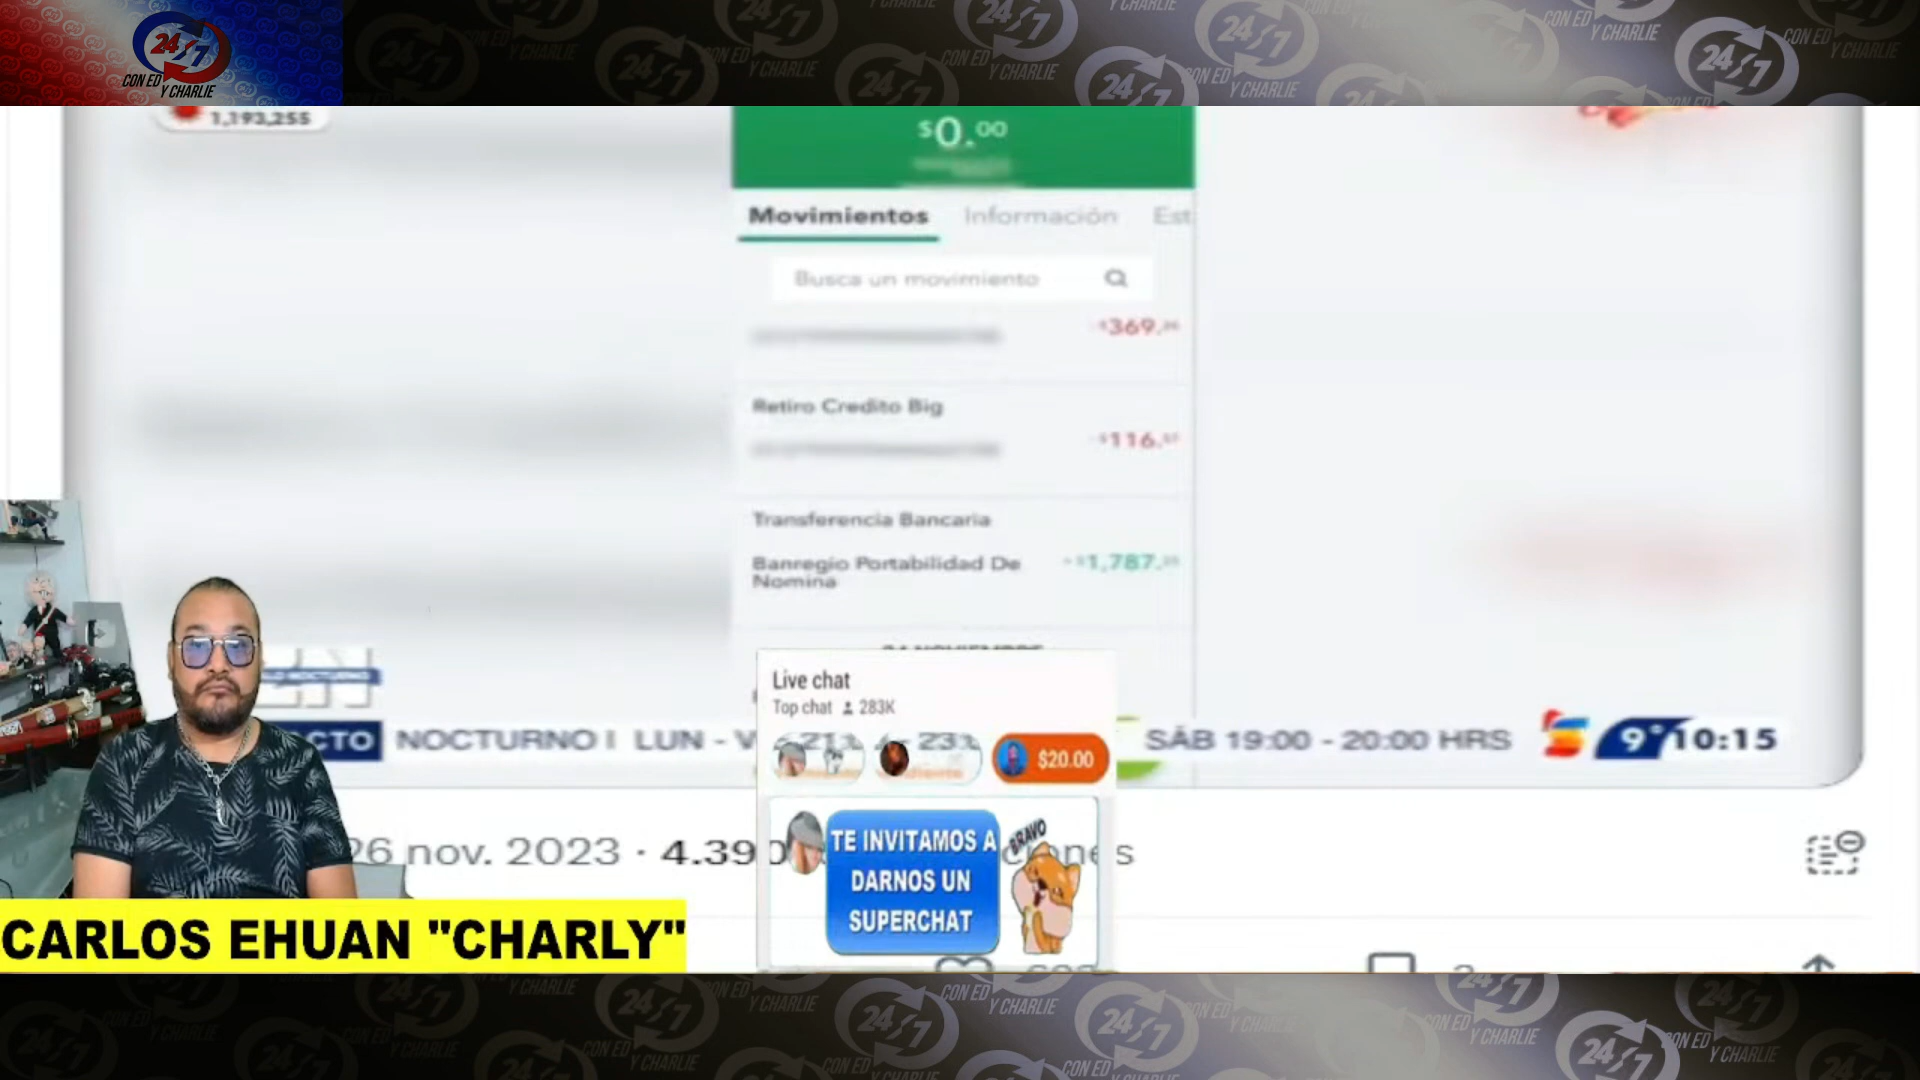 24/7
CON ED
Y CHARLIE
1,193,255
$0.00
Movimientos
Información
Est
Busca un movimiento
-$369.
Retiro Credito Big
-$116.
Transferencia Bancaria
Banregio Portabilidad De
Nomina
$1,787.
Live chat
Top chat 283K
$20.00
CTO
NOCTURNO | LUN - V
SÁB 19:00 - 20:00 HRS
9° 10:15
TE INVITAMOS A
DARNOS UN
SUPERCHAT
BRAVO
26 nov. 2023 · 4.390
CARLOS EHUAN "CHARLY"